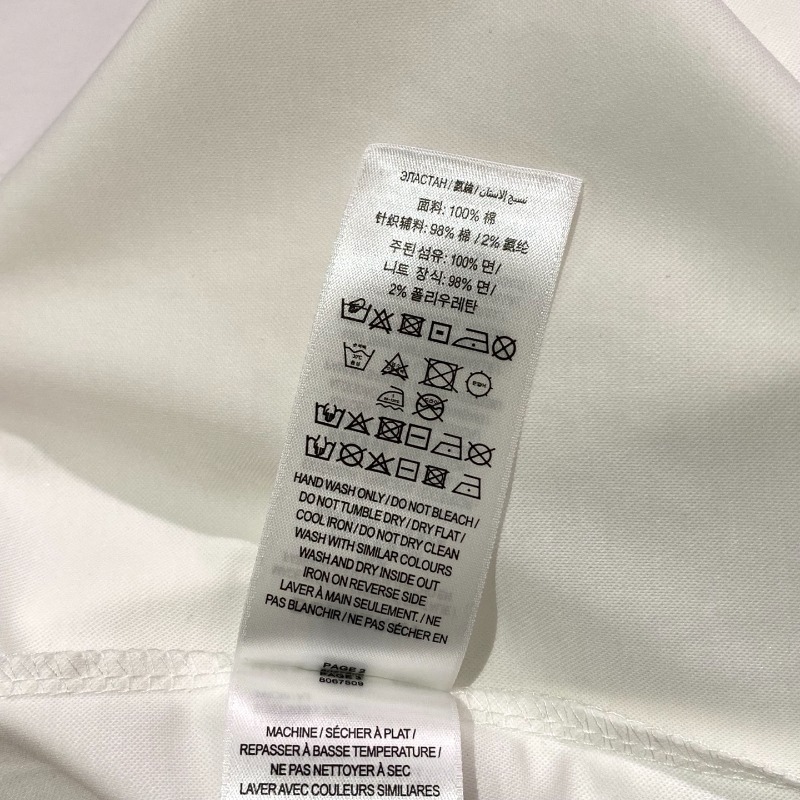 ЭЛАСТАН / 氨綸 / نسيج الإلاستان
面料: 100% 棉
针织辅料: 98% 棉 / 2% 氨纶
주된 섬유: 100% 면 /
니트 장식: 98% 면 /
2% 폴리우레탄
HAND WASH ONLY / DO NOT BLEACH /
DO NOT TUMBLE DRY / DRY FLAT /
COOL IRON / DO NOT DRY CLEAN
WASH WITH SIMILAR COLOURS
WASH AND DRY INSIDE OUT
IRON ON REVERSE SIDE
LAVER À MAIN SEULEMENT. / NE
PAS BLANCHIR / NE PAS SÉCHER EN
PAGE 2
8067809
MACHINE / SÉCHER À PLAT /
REPASSER À BASSE TEMPERATURE /
NE PAS NETTOYER À SEC
LAVER AVEC COULEURS SIMILAIRES